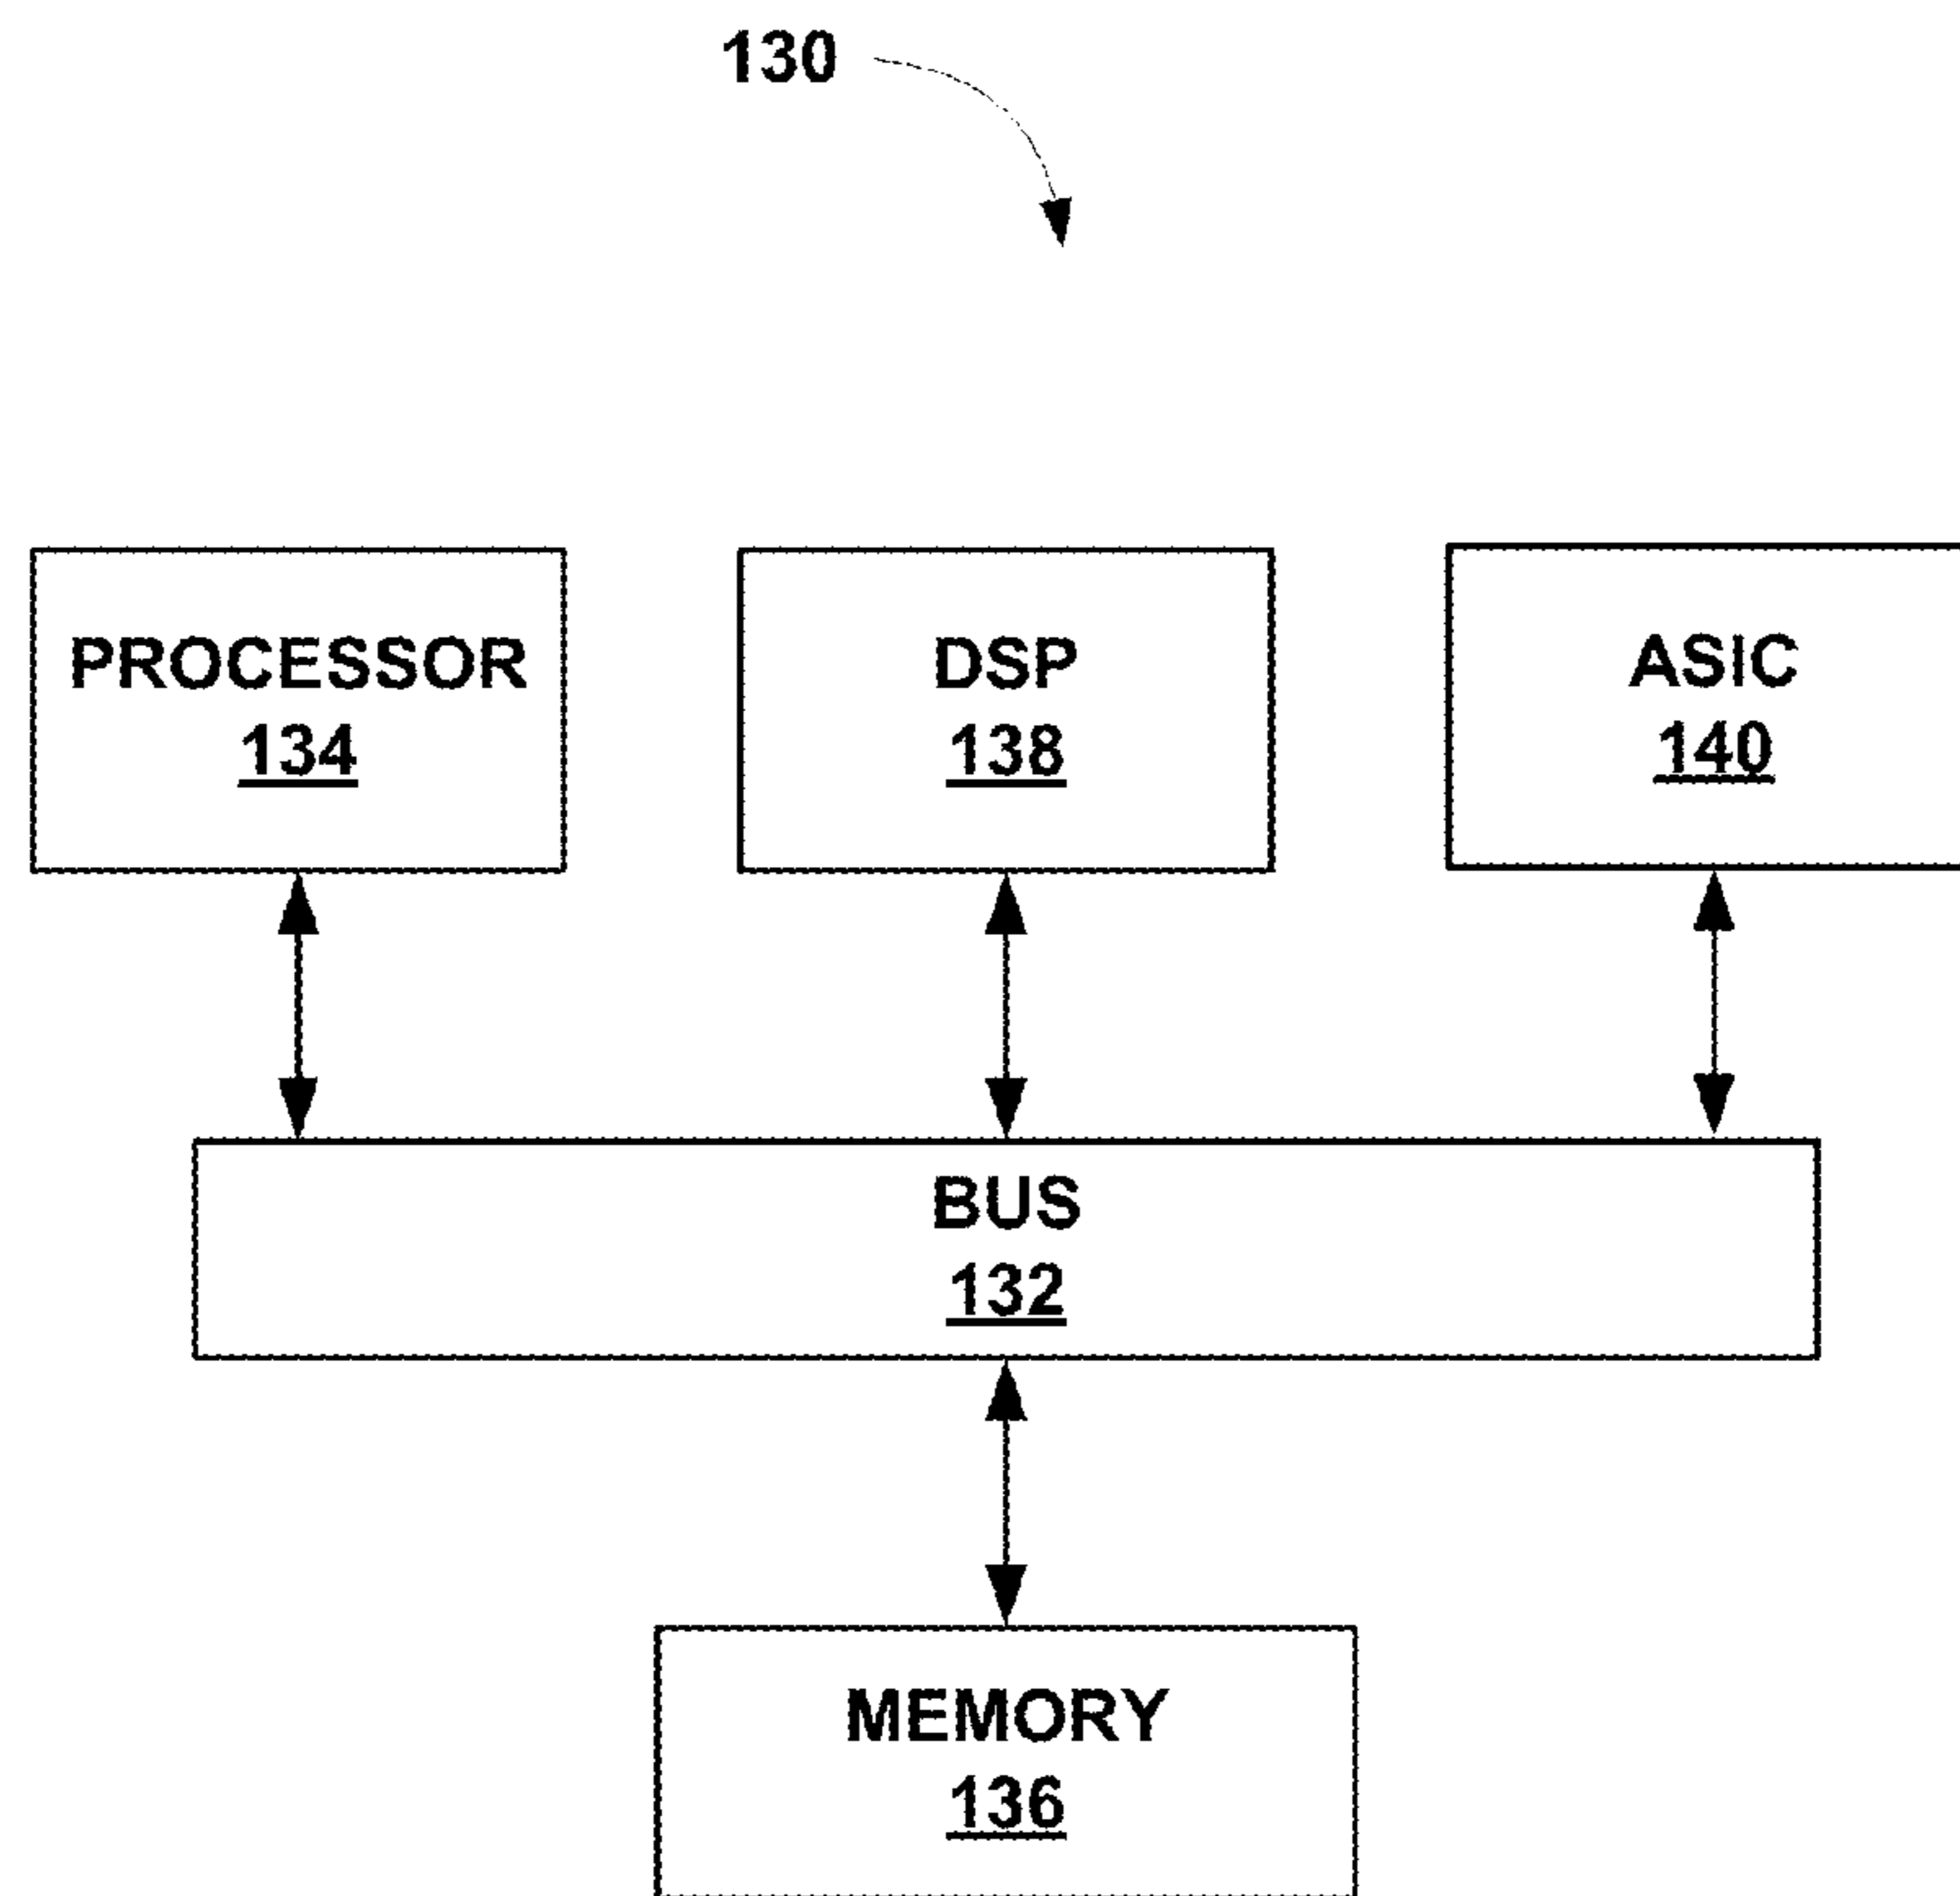 130
PROCESSOR
134
DSP
138
ASIC
140
BUS
132
MEMORY
136